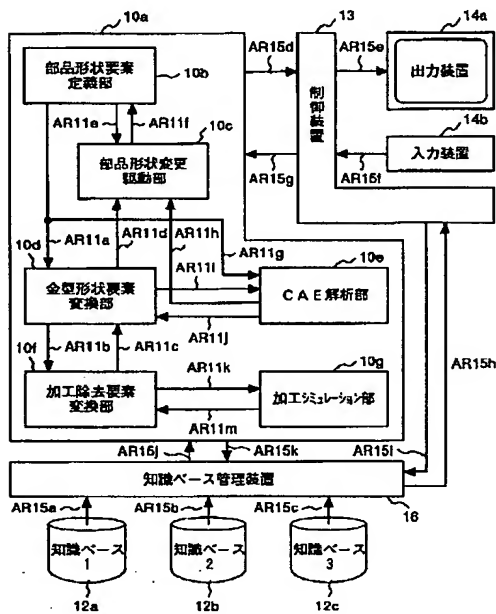 10a
13
14a
部品形状要素
定義部
10b
AR15d
AR15e
出力装置
制御装置
AR11e
AR11f
10c
14b
部品形状変更
駆動部
入力装置
AR15g
AR15f
10d
AR11a
AR11d
AR11h
AR11g
10e
金型形状要素
変換部
AR11i
CAE解析部
AR11j
10f
AR11b
AR11c
10g
AR15h
加工除去要素
変換部
AR11k
加工シミュレーション部
AR11m
AR15i
AR15j
AR15k
知識ベース管理装置
AR15a
AR15b
AR15c
16
知識ベース
1
知識ベース
2
知識ベース
3
12a
12b
12c